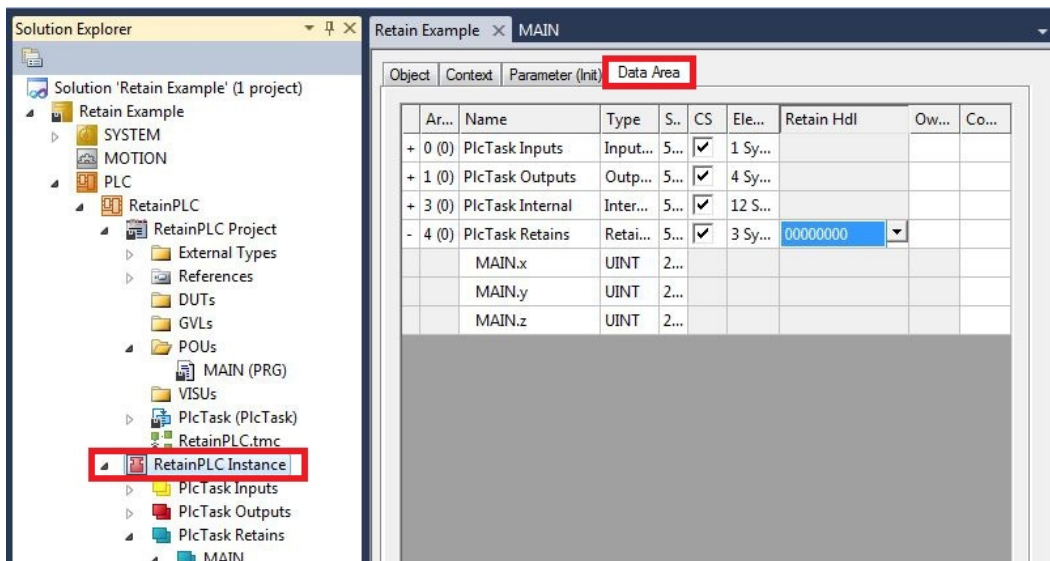 Solution Explorer
Solution 'Retain Example' (1 project)
Retain Example
SYSTEM
MOTION
PLC
RetainPLC
RetainPLC Project
External Types
References
DUTs
GVLs
POUs
MAIN (PRG)
VISUs
PlcTask (PlcTask)
RetainPLC.tmc
RetainPLC Instance
PlcTask Inputs
PlcTask Outputs
PlcTask Retains
MAIN
Retain Example MAIN
Object Context Parameter (Init) Data Area
Ar... Name Type S.. CS Ele... Retain Hdl Ow... Co...
+ 0 (0) PlcTask Inputs Input... 5... 1 Sy...
+ 1 (0) PlcTask Outputs Outp... 5... 4 Sy...
+ 3 (0) PlcTask Internal Inter... 5... 12 S...
- 4 (0) PlcTask Retains Retai... 5... 3 Sy... 00000000
MAIN.x UINT 2...
MAIN.y UINT 2...
MAIN.z UINT 2...